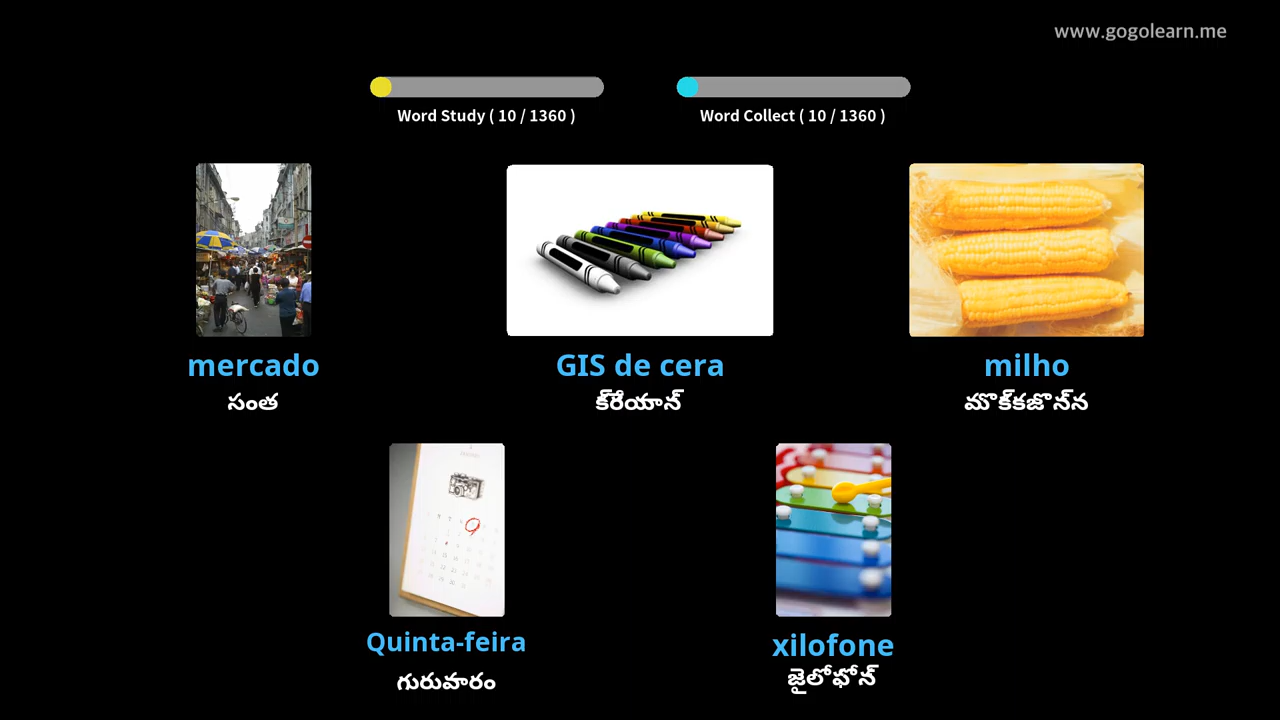 www.gogolearn.me
Word Study ( 10 / 1360 )
Word Collect ( 10 / 1360 )
mercado
సంత
GIS de cera
క్రేయాన్
milho
మొక్కజొన్న
Quinta-feira
గురువారం
xilofone
జైలోఫోన్